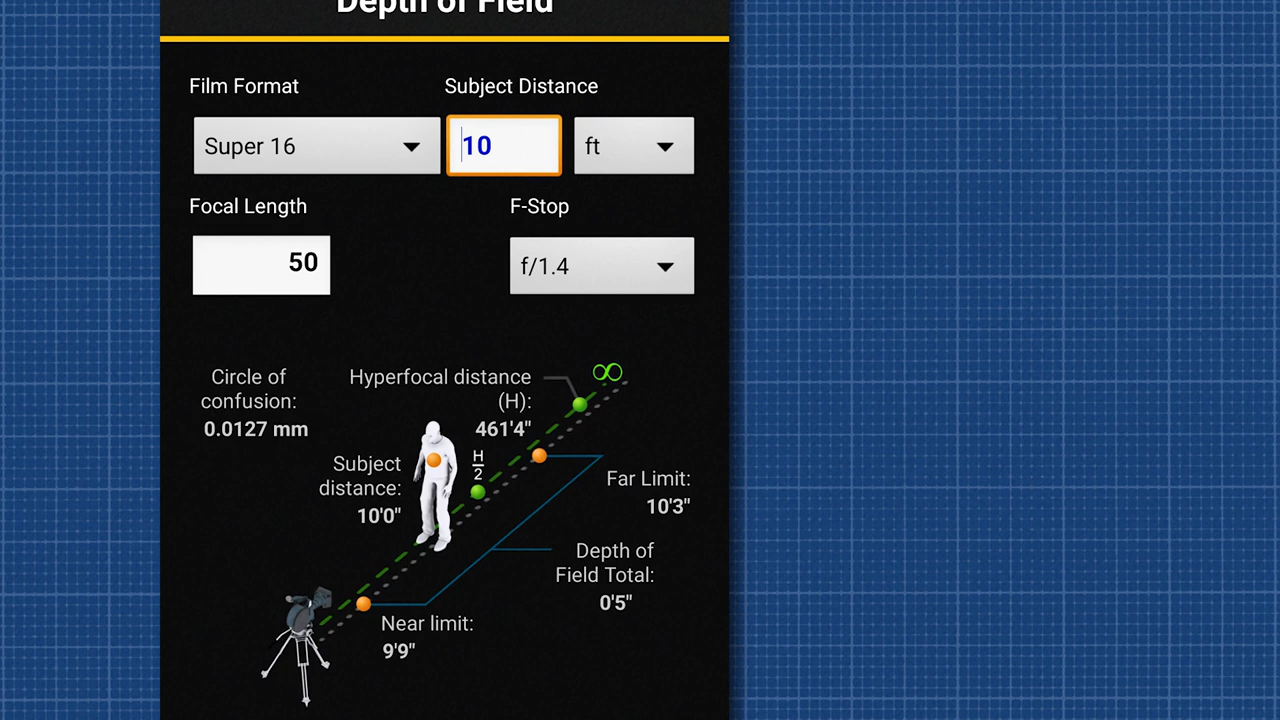 Depth of Field
Film Format
Subject Distance
Super 16
10
ft
Focal Length
F-Stop
50
f/1.4
Circle of
confusion:
0.0127 mm
Hyperfocal distance
(H):
461'4"
∞
Subject
distance:
10'0"
H
2
Far Limit:
10'3"
Depth of
Field Total:
0'5"
Near limit:
9'9"